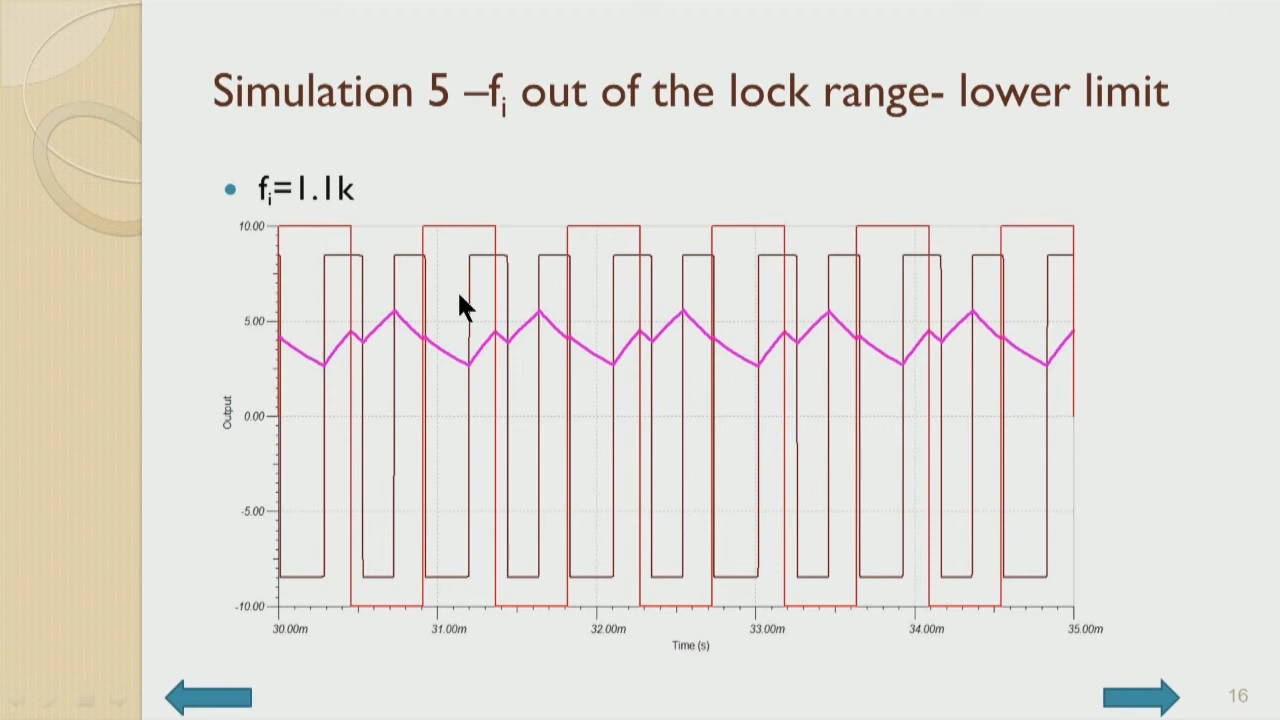 Simulation 5 –fi out of the lock range- lower limit
• fi=1.1k
10.00
5.00
0.00
-5.00
-10.00
Output
30.00m 31.00m 32.00m 33.00m 34.00m 35.00m
Time (s)
16